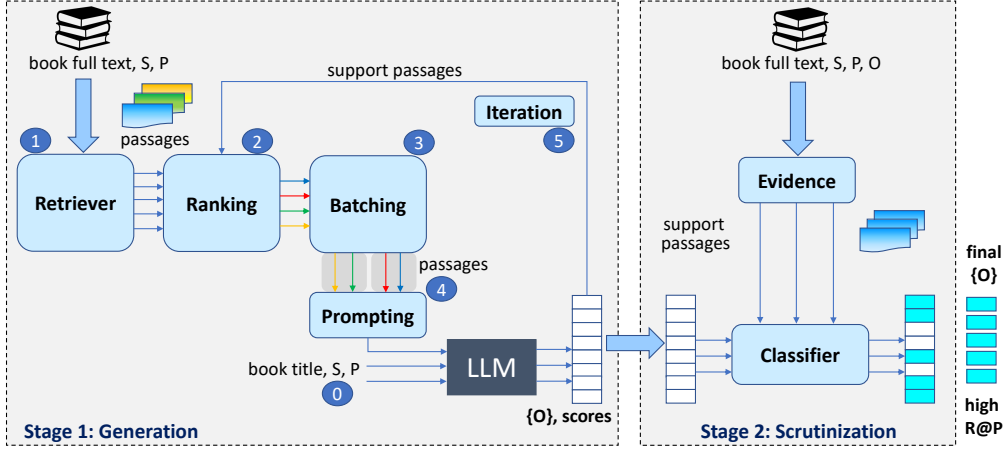 book full text, S, P
support passages
Iteration
5
passages
1
2
3
Retriever
Ranking
Batching
passages
4
Prompting
book title, S, P
0
LLM
{O}, scores
Stage 1: Generation
book full text, S, P, O
Evidence
support
passages
Classifier
final
{O}
high
R@P
Stage 2: Scrutinization